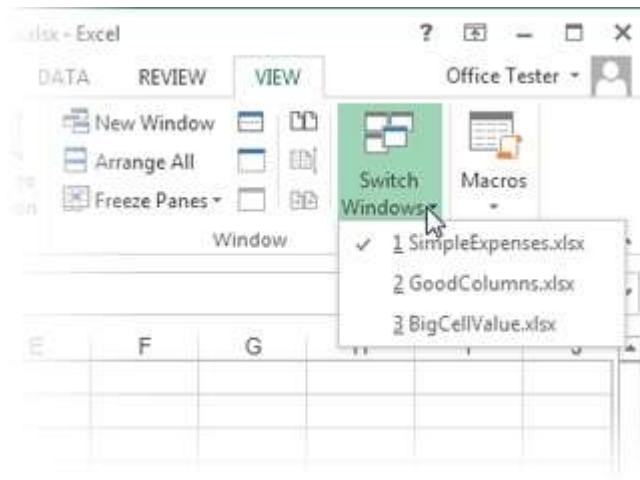 .xlsx - Excel
?
DATA REVIEW VIEW Office Tester
New Window
Arrange All
Freeze Panes
Switch Windows
Macros
Window
1 SimpleExpenses.xlsx
2 GoodColumns.xlsx
3 BigCellValue.xlsx
E F G